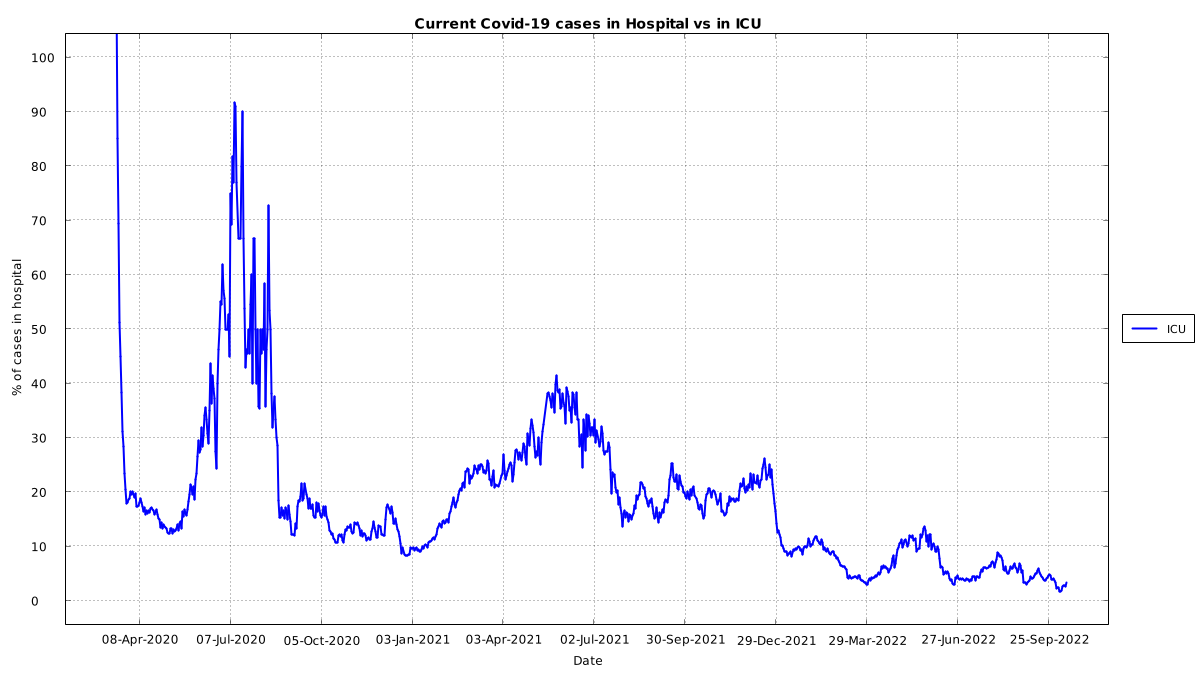 Current Covid-19 cases in Hospital vs in ICU
100
90
80
70
60
50
40
30
20
10
0
% of cases in hospital
08-Apr-2020 07-Jul-2020 05-Oct-2020 03-Jan-2021 03-Apr-2021 02-Jul-2021 30-Sep-2021 29-Dec-2021 29-Mar-2022 27-Jun-2022 25-Sep-2022
Date
ICU